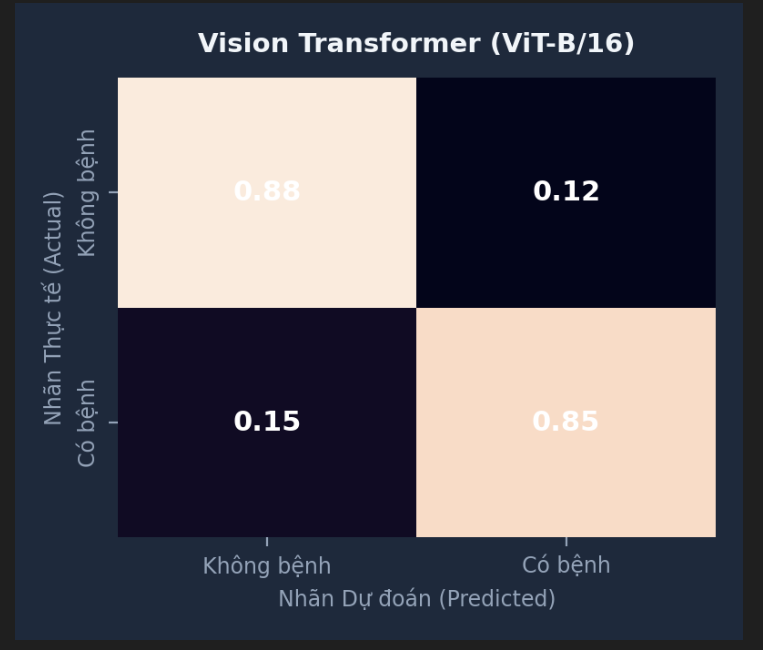 Vision Transformer (ViT-B/16)
Nhãn Thực tế (Actual)
Không bệnh
0.88
0.12
Có bệnh
0.15
0.85
Không bệnh
Có bệnh
Nhãn Dự đoán (Predicted)